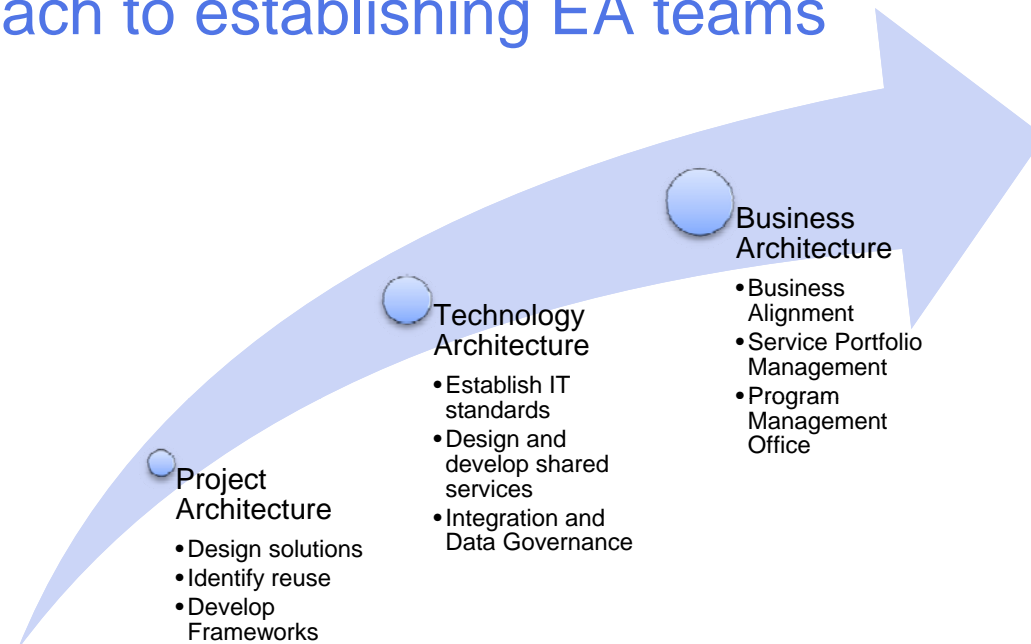 ach to establishing EA teams
Business
Architecture
•Business
Alignment
•Service Portfolio
Management
•Program
Management
Office
Technology
Architecture
•Establish IT
standards
•Design and
develop shared
services
•Integration and
Data Governance
Project
Architecture
•Design solutions
•Identify reuse
•Develop
Frameworks